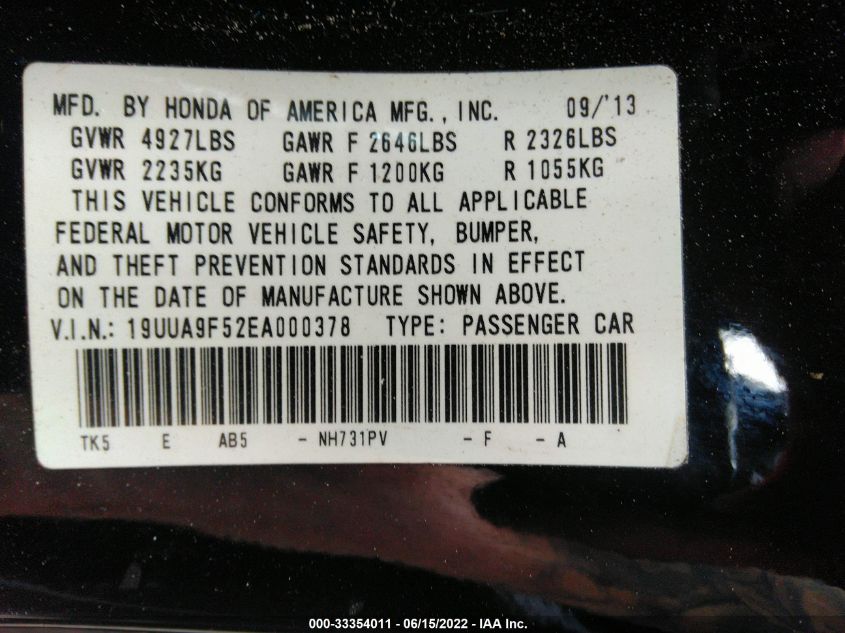 MFD. BY HONDA OF AMERICA MFG., INC. 09/'13
GVWR 4927LBS GAWR F 2646LBS R 2326LBS
GVWR 2235KG GAWR F 1200KG R 1055KG
THIS VEHICLE CONFORMS TO ALL APPLICABLE
FEDERAL MOTOR VEHICLE SAFETY, BUMPER,
AND THEFT PREVENTION STANDARDS IN EFFECT
ON THE DATE OF MANUFACTURE SHOWN ABOVE.
V.I.N.: 19UUA9F52EA000378 TYPE: PASSENGER CAR
TK5 E AB5 - NH731PV - F - A
000-33354011 - 06/15/2022 - IAA Inc.